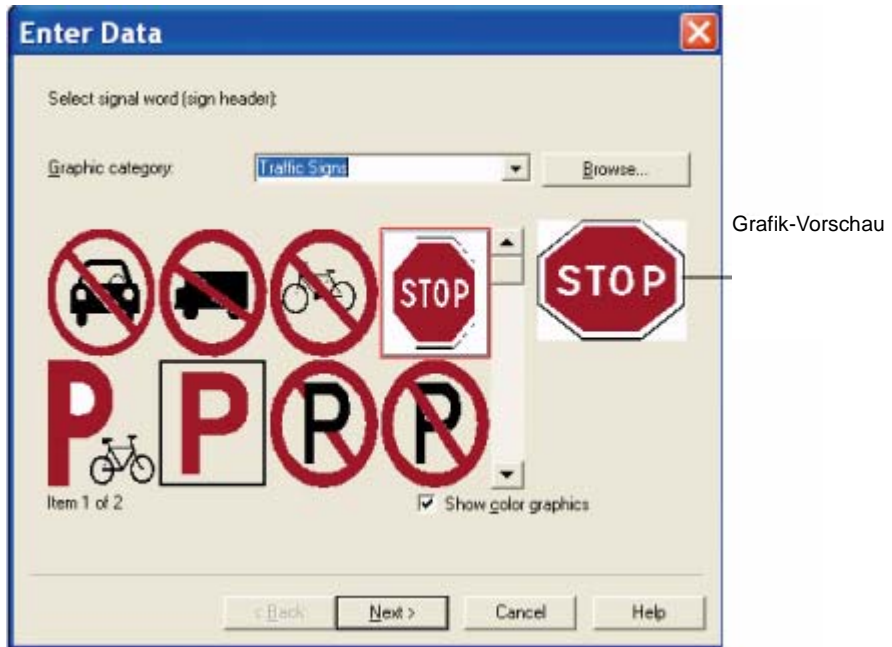 Enter Data
Select signal word (sign header):
Graphic category:
Traffic Signs
Browse...
Grafik-Vorschau
STOP
STOP
P
P
P
P
Item 1 of 2
Show color graphics
< Back
Next >
Cancel
Help